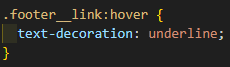 .footer__link:hover {
  text-decoration: underline;
}